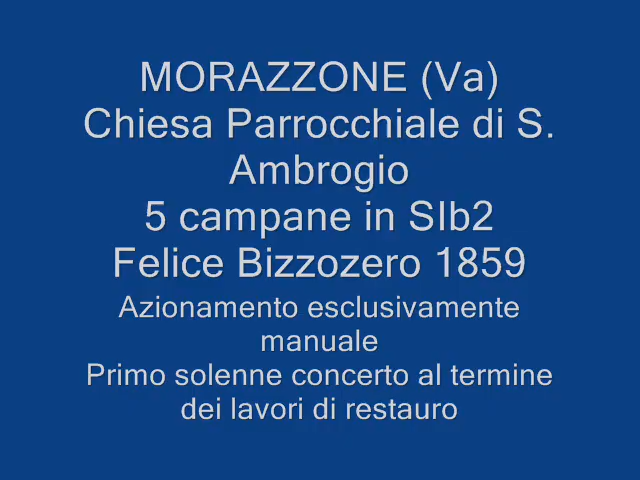 MORAZZONE (Va)
Chiesa Parrocchiale di S.
Ambrogio
5 campane in SIb2
Felice Bizzozero 1859
Azionamento esclusivamente
manuale
Primo solenne concerto al termine
dei lavori di restauro